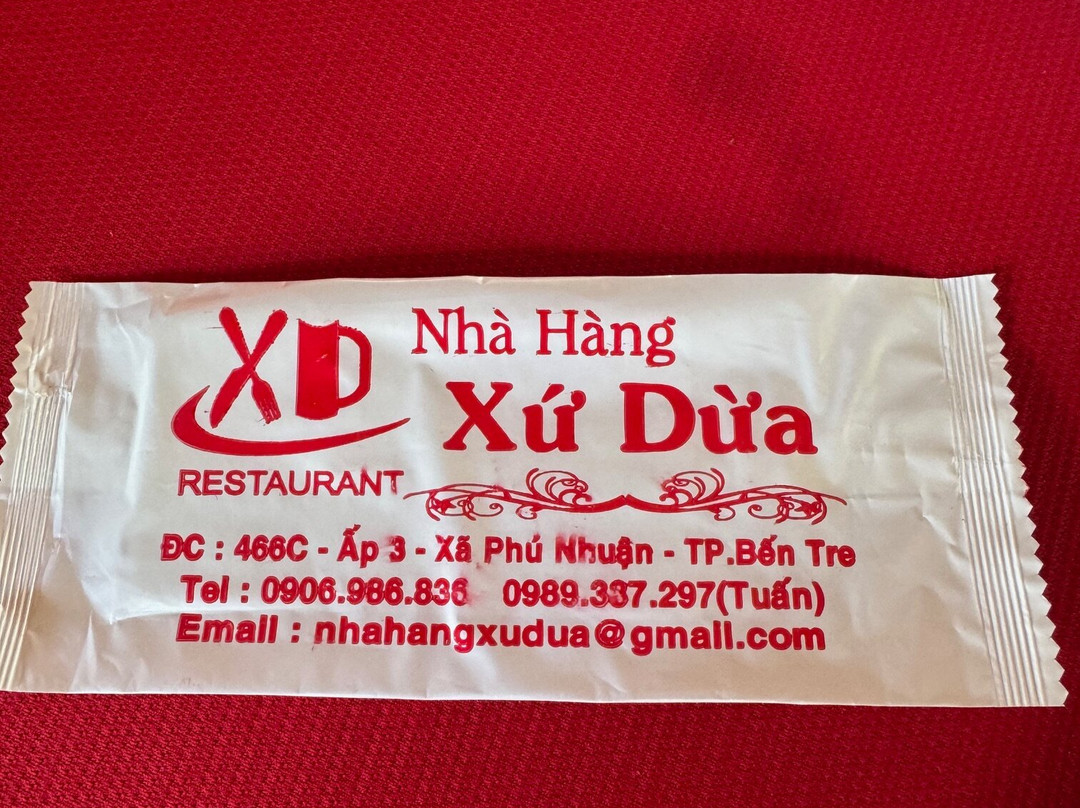 XD
Nhà Hàng
Xứ Dừa
RESTAURANT
ĐC : 466C - Ấp 3 - Xã Phú Nhuận - TP.Bến Tre
Tel : 0906.986.836 0989.337.297(Tuấn)
Email : nhahangxudua@gmail.com